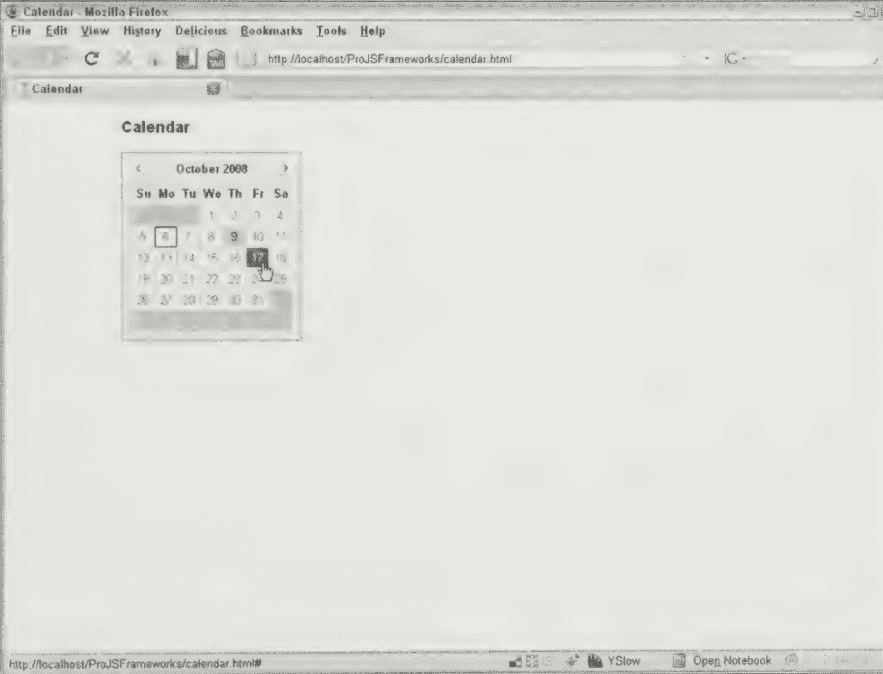 Calendar - Mozilla Firefox
File Edit View History Delicious Bookmarks Tools Help
http://localhost/ProJSFrameworks/calendar.html
Calendar
Calendar
‹ October 2008 ›
Su Mo Tu We Th Fr Sa
1 2 3 4
5 6 7 8 9 10 11
12 13 14 15 16 17 18
19 20 21 22 23 24 25
26 27 28 29 30 31
http://localhost/ProJSFrameworks/calendar.html# YSlow Open Notebook